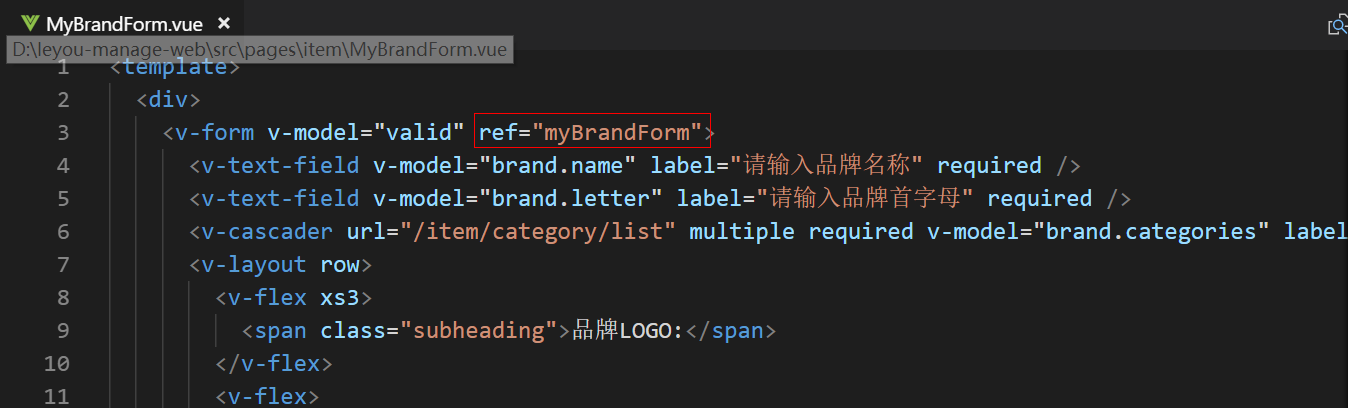 MyBrandForm.vue ×
D:\leyou-manage-web\src\pages\item\MyBrandForm.vue
1 <template>
2 <div>
3 <v-form v-model="valid" ref="myBrandForm">
4 <v-text-field v-model="brand.name" label="请输入品牌名称" required />
5 <v-text-field v-model="brand.letter" label="请输入品牌首字母" required />
6 <v-cascader url="/item/category/list" multiple required v-model="brand.categories" label
7 <v-layout row>
8 <v-flex xs3>
9 <span class="subheading">品牌LOGO:</span>
10 </v-flex>
11 <v-flex>